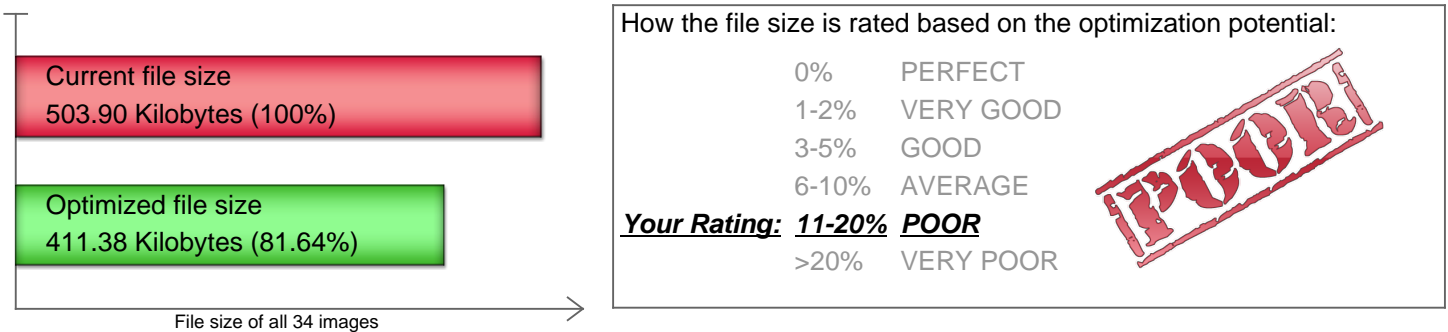 Current file size
503.90 Kilobytes (100%)
Optimized file size
411.38 Kilobytes (81.64%)
File size of all 34 images
How the file size is rated based on the optimization potential:
0% PERFECT
1-2% VERY GOOD
3-5% GOOD
6-10% AVERAGE
Your Rating: 11-20% POOR
>20% VERY POOR
POOR